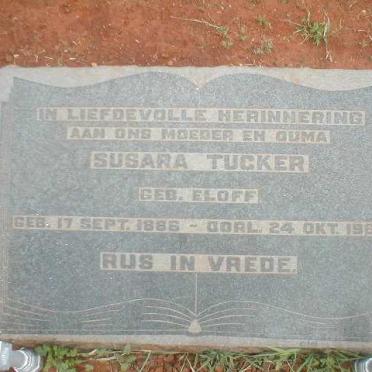 IN LIEFDEVOLLE HERINNERING
AAN ONS MOEDER EN OUMA
SUSARA TUCKER
GEB. ELOFF
GEB. 17 SEPT. 1886 - OORL. 24 OKT.
RUS IN VREDE.